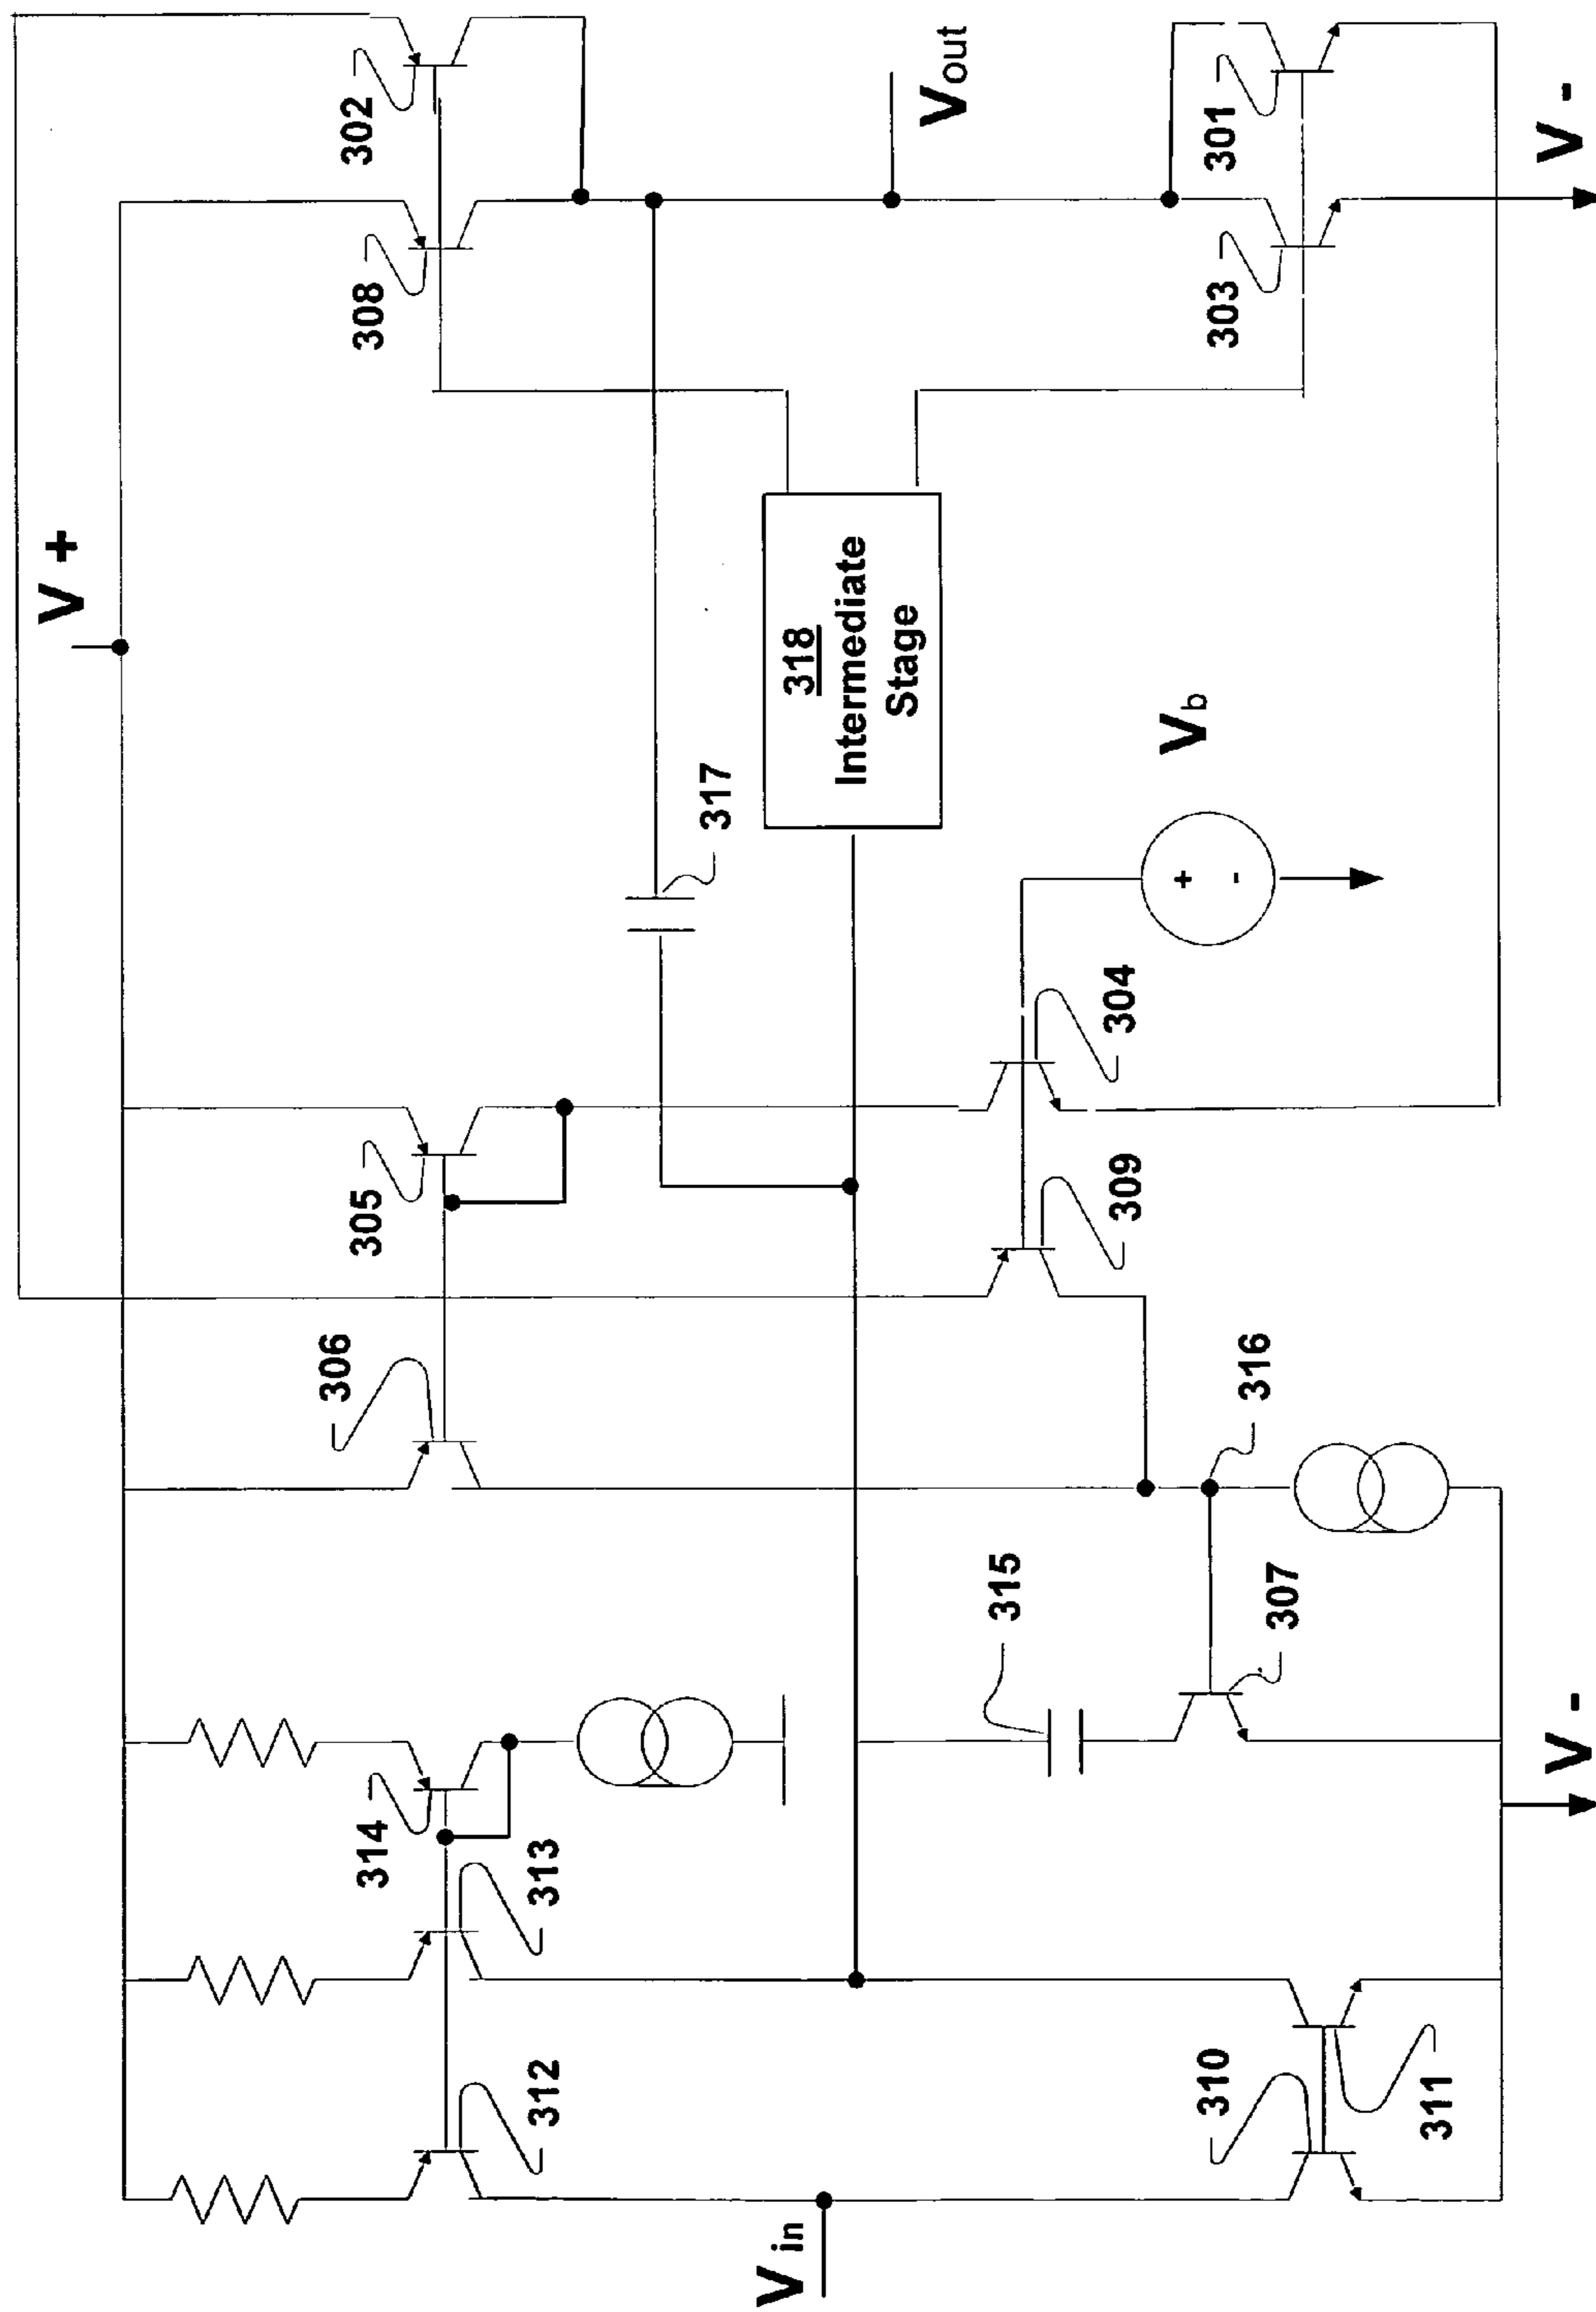 V +
302
308
Vout
301
303
V -
318
Intermediate
Stage
317
Vb
+
-
304
309
305
306
316
315
307
314
313
312
310
311
Vin
V -